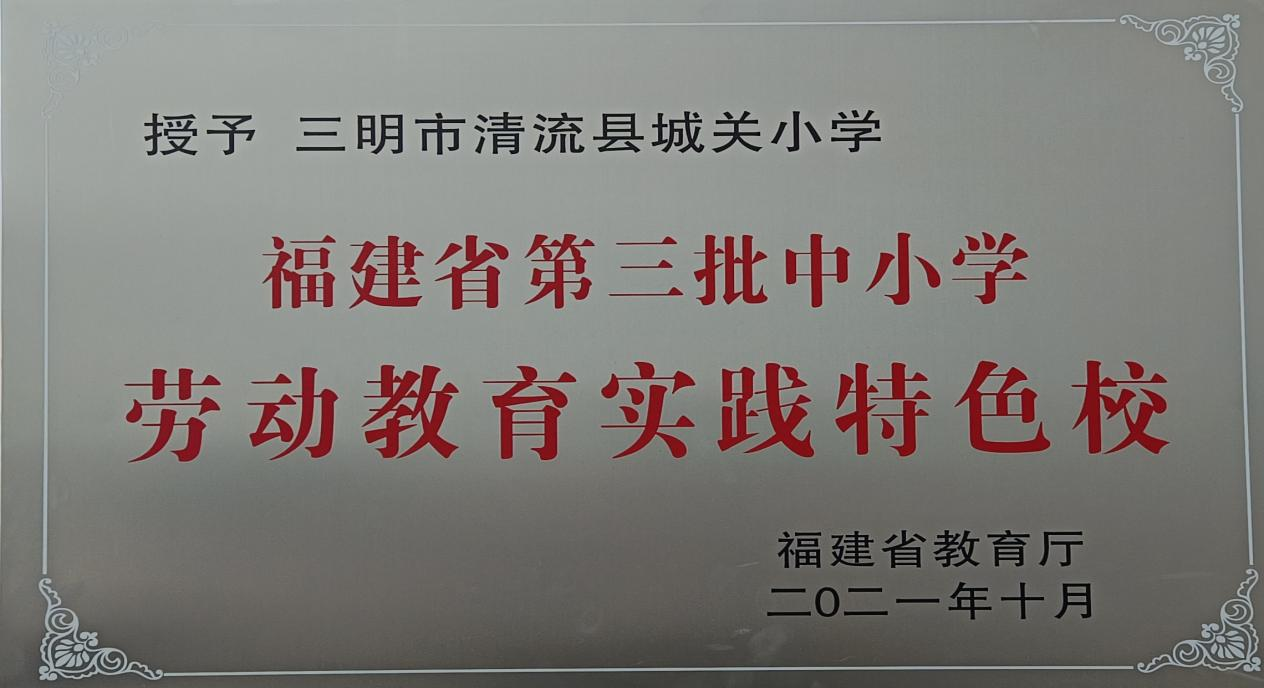 授予 三明市清流县城关小学
福建省第三批中小学
劳动教育实践特色校
福建省教育厅
二0二一年十月